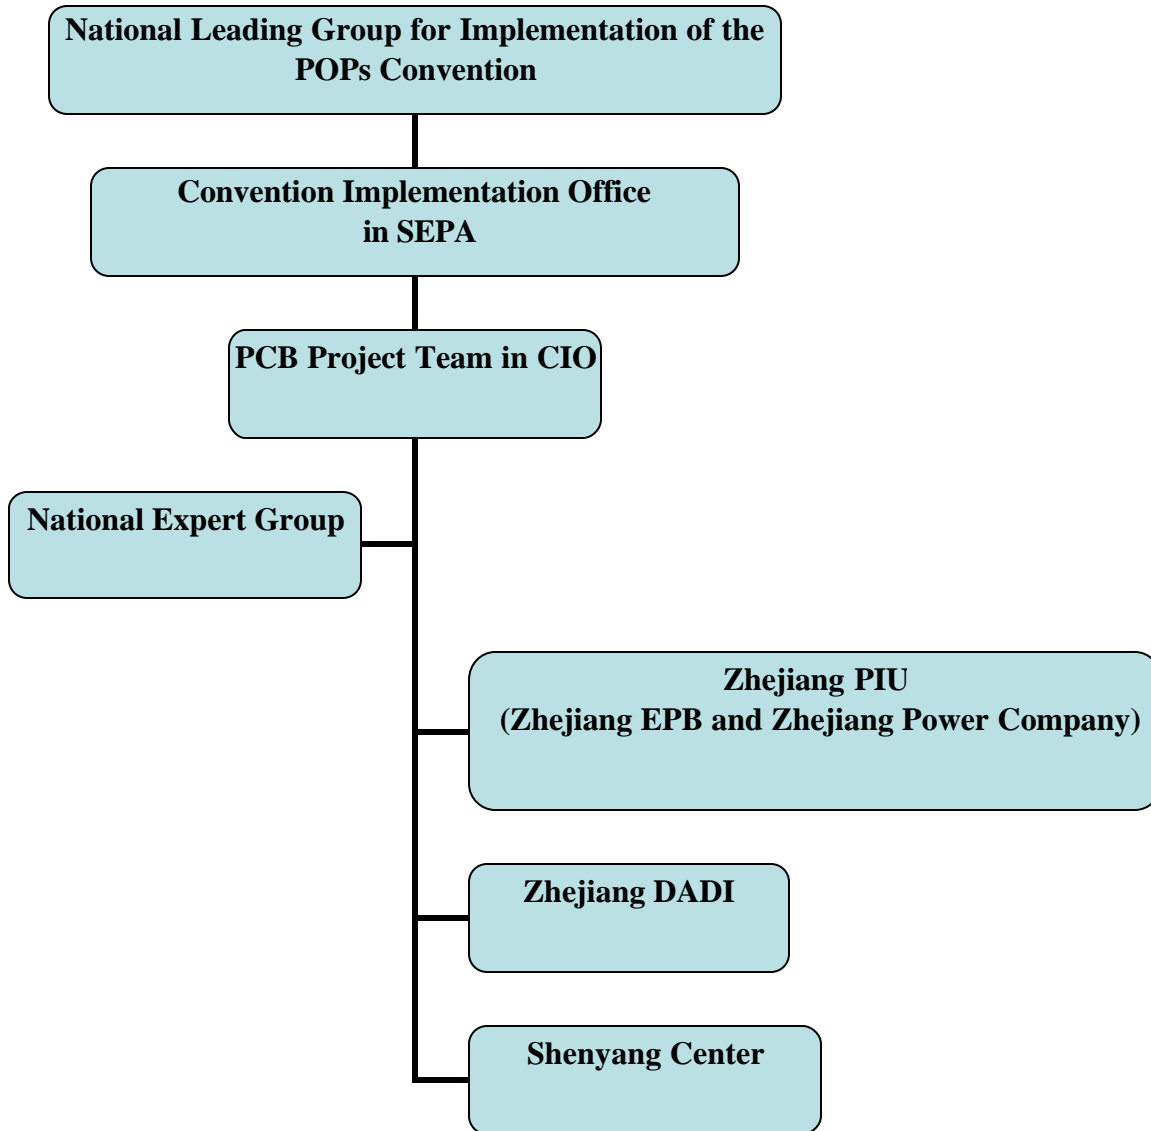 National Leading Group for Implementation of the
POPs Convention
Convention Implementation Office
in SEPA
PCB Project Team in CIO
National Expert Group
Zhejiang PIU
(Zhejiang EPB and Zhejiang Power Company)
Zhejiang DADI
Shenyang Center